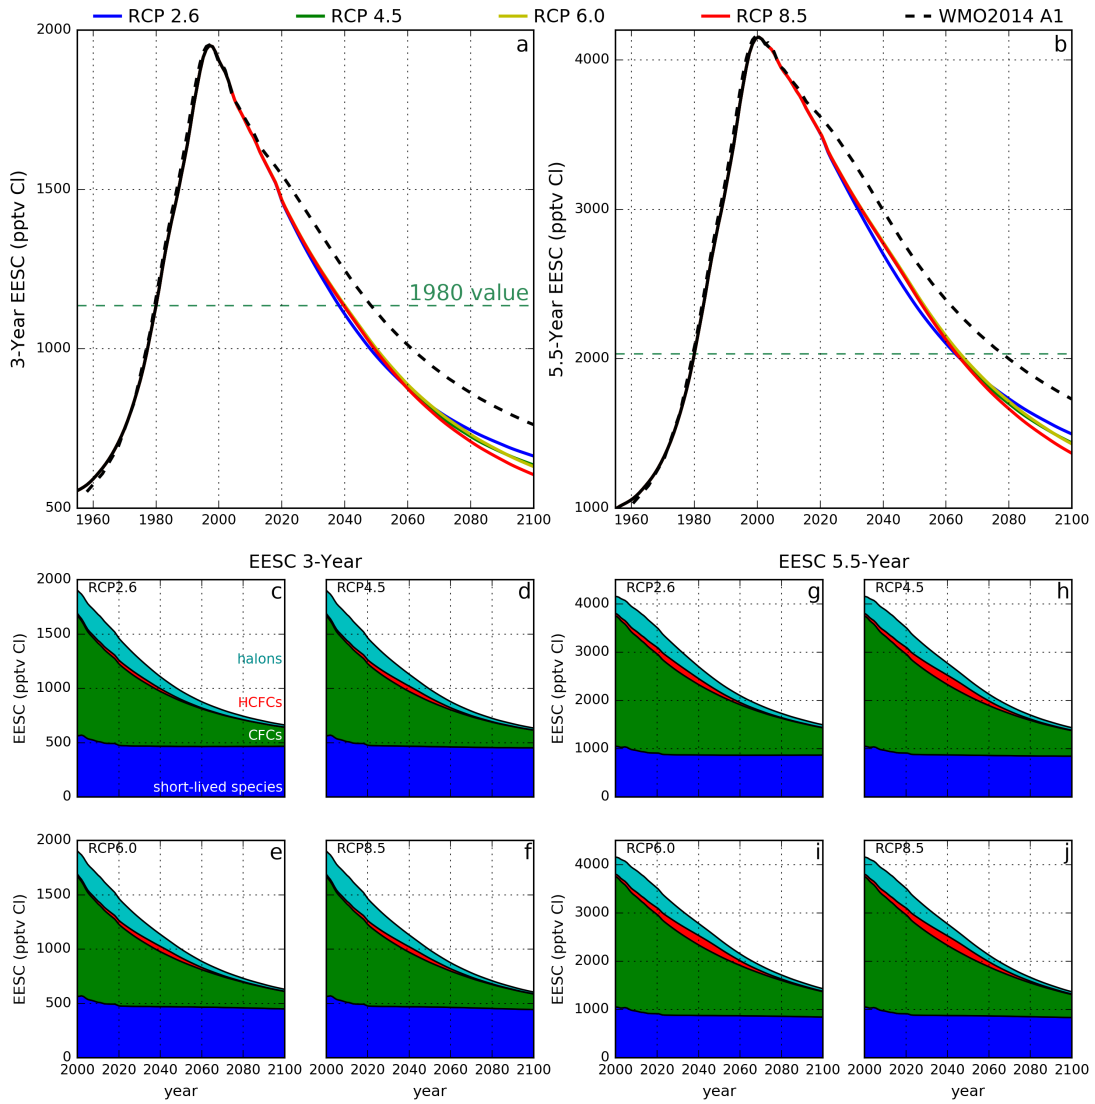 RCP 2.6 RCP 4.5 RCP 6.0 RCP 8.5 WMO2014 A1
a
3-Year EESC (pptv Cl)
2000
1500
1000
500
1980 value
1960 1980 2000 2020 2040 2060 2080 2100
b
5.5-Year EESC (pptv Cl)
4000
3000
2000
1000
1960 1980 2000 2020 2040 2060 2080 2100
EESC 3-Year
EESC 5.5-Year
RCP2.6 c
EESC (pptv Cl)
2000
1500
1000
500
0
halons
HCFCs
CFCs
short-lived species
RCP4.5 d
RCP2.6 g
EESC (pptv Cl)
4000
3000
2000
1000
0
RCP4.5 h
RCP6.0 e
EESC (pptv Cl)
2000
1500
1000
500
0
2000 2020 2040 2060 2080 2100
year
RCP8.5 f
2000 2020 2040 2060 2080 2100
year
RCP6.0 i
EESC (pptv Cl)
4000
3000
2000
1000
0
2000 2020 2040 2060 2080 2100
year
RCP8.5 j
2000 2020 2040 2060 2080 2100
year